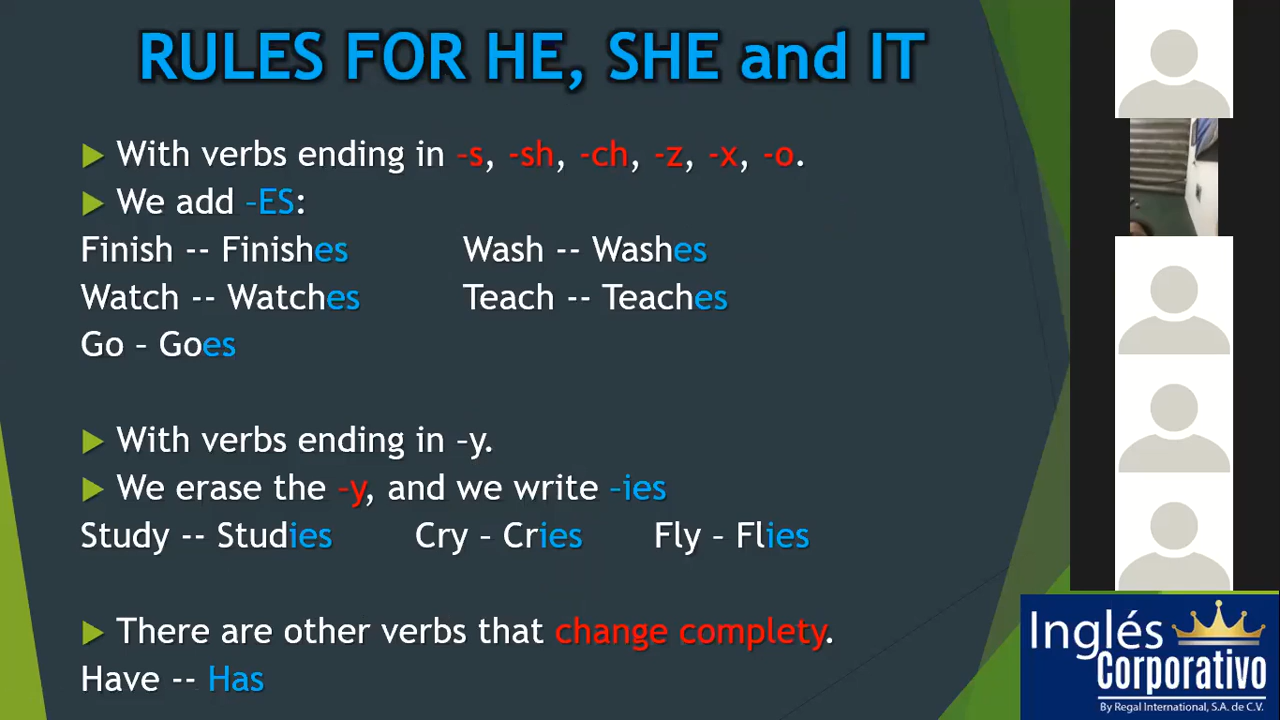 RULES FOR HE, SHE and IT
With verbs ending in –s, -sh, -ch, -z, -x, -o.
We add –ES:
Finish -- Finishes Wash -- Washes
Watch -- Watches Teach -- Teaches
Go – Goes
With verbs ending in –y.
We erase the –y, and we write –ies
Study -- Studies Cry – Cries Fly – Flies
There are other verbs that change complety.
Have -- Has
Inglés
Corporativo
By Regal International, S.A. de C.V.